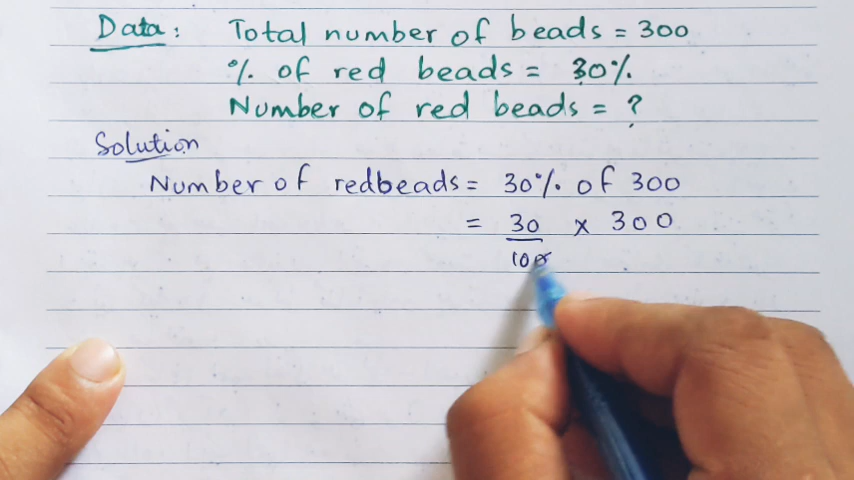 Data: Total number of beads = 300
% of red beads = 30%
Number of red beads = ?
Solution
Number of redbeads = 30% of 300
= 30 x 300
100